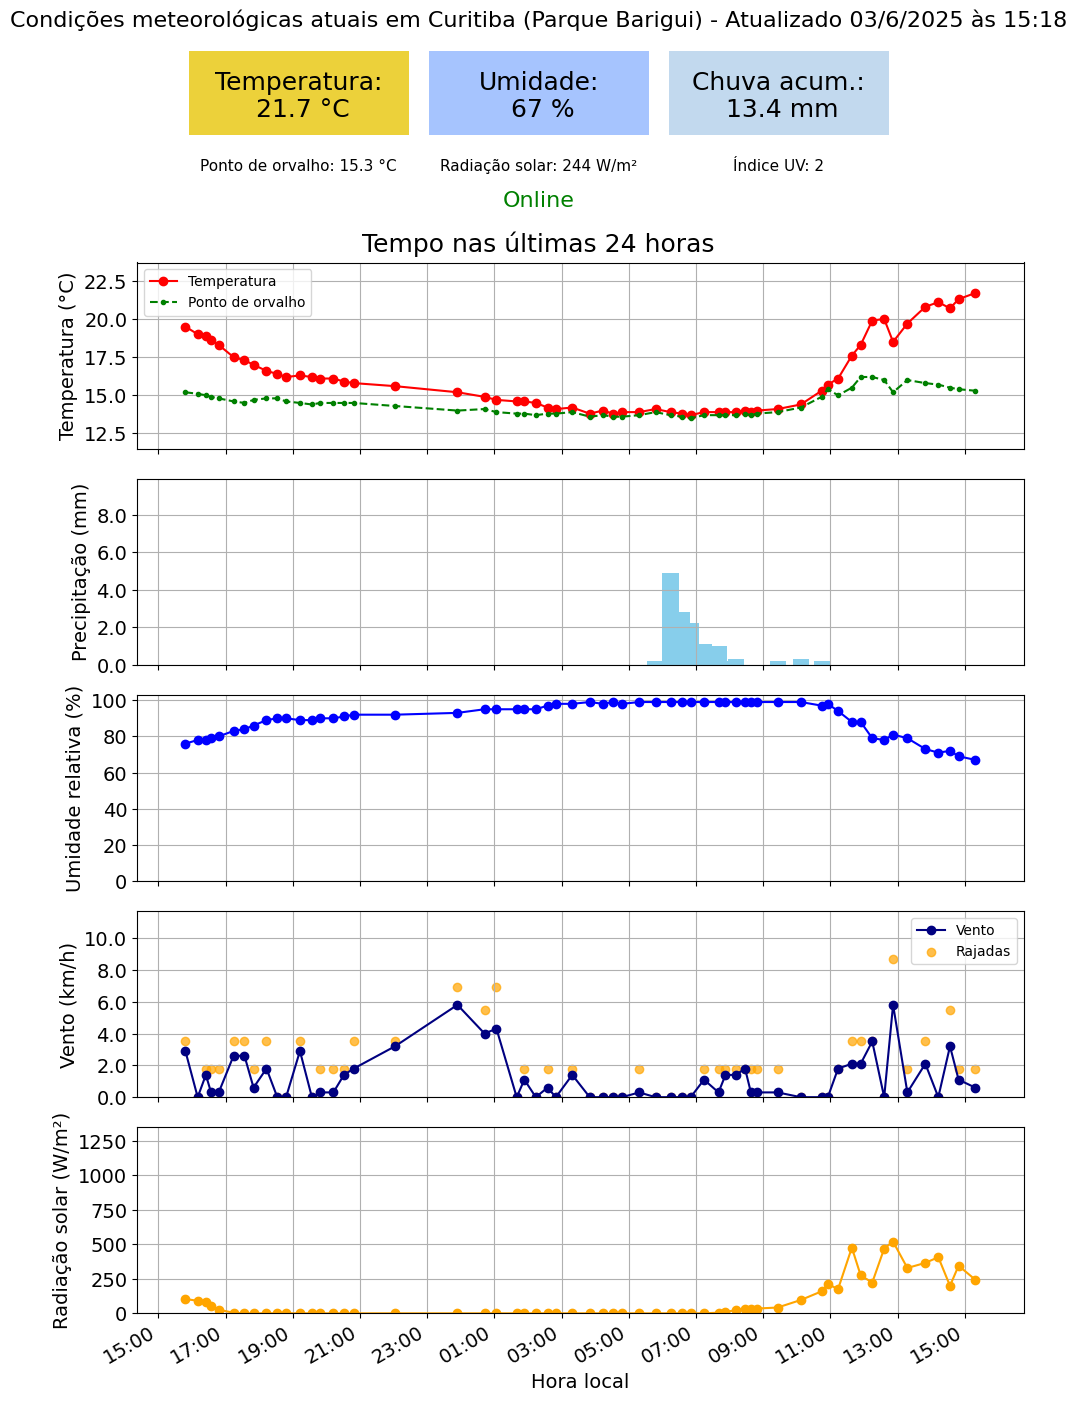 Condições meteorológicas atuais em Curitiba (Parque Barigui) - Atualizado 03/6/2025 às 15:18
Temperatura:
21.7 °C
Umidade:
67 %
Chuva acum.:
13.4 mm
Ponto de orvalho: 15.3 °C
Radiação solar: 244 W/m²
Índice UV: 2
Online
Tempo nas últimas 24 horas
Temperatura (°C)
22.5
20.0
17.5
15.0
12.5
Temperatura
Ponto de orvalho
Precipitação (mm)
8.0
6.0
4.0
2.0
0.0
Umidade relativa (%)
100
80
60
40
20
0
Vento (km/h)
10.0
8.0
6.0
4.0
2.0
0.0
Vento
Rajadas
Radiação solar (W/m²)
1250
1000
750
500
250
0
15:00
17:00
19:00
21:00
23:00
01:00
03:00
05:00
07:00
09:00
11:00
13:00
15:00
Hora local